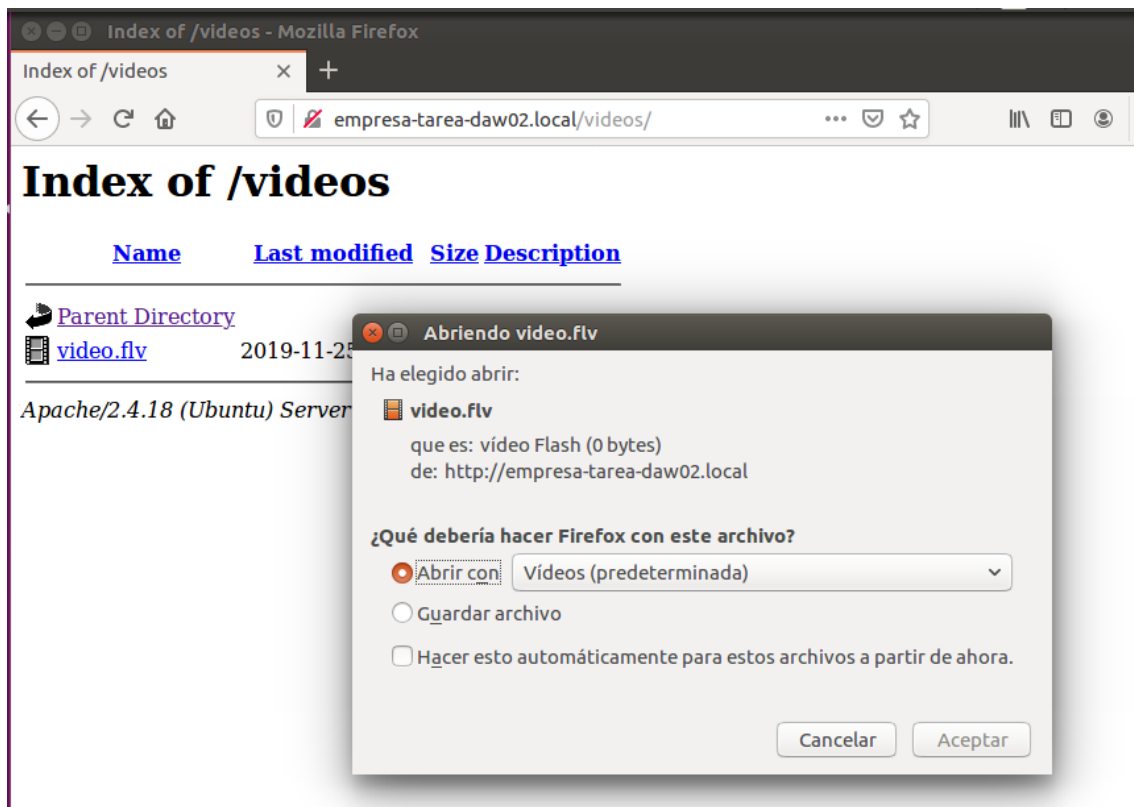 Index of /videos - Mozilla Firefox
Index of /videos
empresa-tarea-daw02.local/videos/
Index of /videos
Name Last modified Size Description
Parent Directory
video.flv 2019-11-25
Apache/2.4.18 (Ubuntu) Server
Abriendo video.flv
Ha elegido abrir:
video.flv
que es: vídeo Flash (0 bytes)
de: http://empresa-tarea-daw02.local
¿Qué debería hacer Firefox con este archivo?
Abrir con Vídeos (predeterminada)
Guardar archivo
Hacer esto automáticamente para estos archivos a partir de ahora.
Cancelar Aceptar